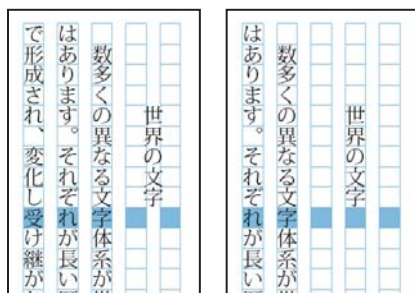 世界の文字
数多くの異なる文字体系が
はあります。それぞれが長い
で形成され、変化し受け継が
世界の文字
数多くの異なる文字体系が
はあります。それぞれが長い